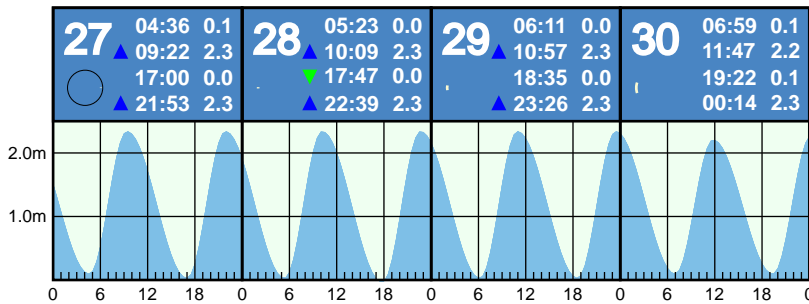 27
04:36 0.1
▲ 09:22 2.3
17:00 0.0
▲ 21:53 2.3
28
05:23 0.0
▲ 10:09 2.3
▼ 17:47 0.0
▲ 22:39 2.3
29
06:11 0.0
▲ 10:57 2.3
18:35 0.0
▲ 23:26 2.3
30
06:59 0.1
11:47 2.2
19:22 0.1
00:14 2.3
2.0m
1.0m
0 6 12 18 0 6 12 18 0 6 12 18 0 6 12 18 0